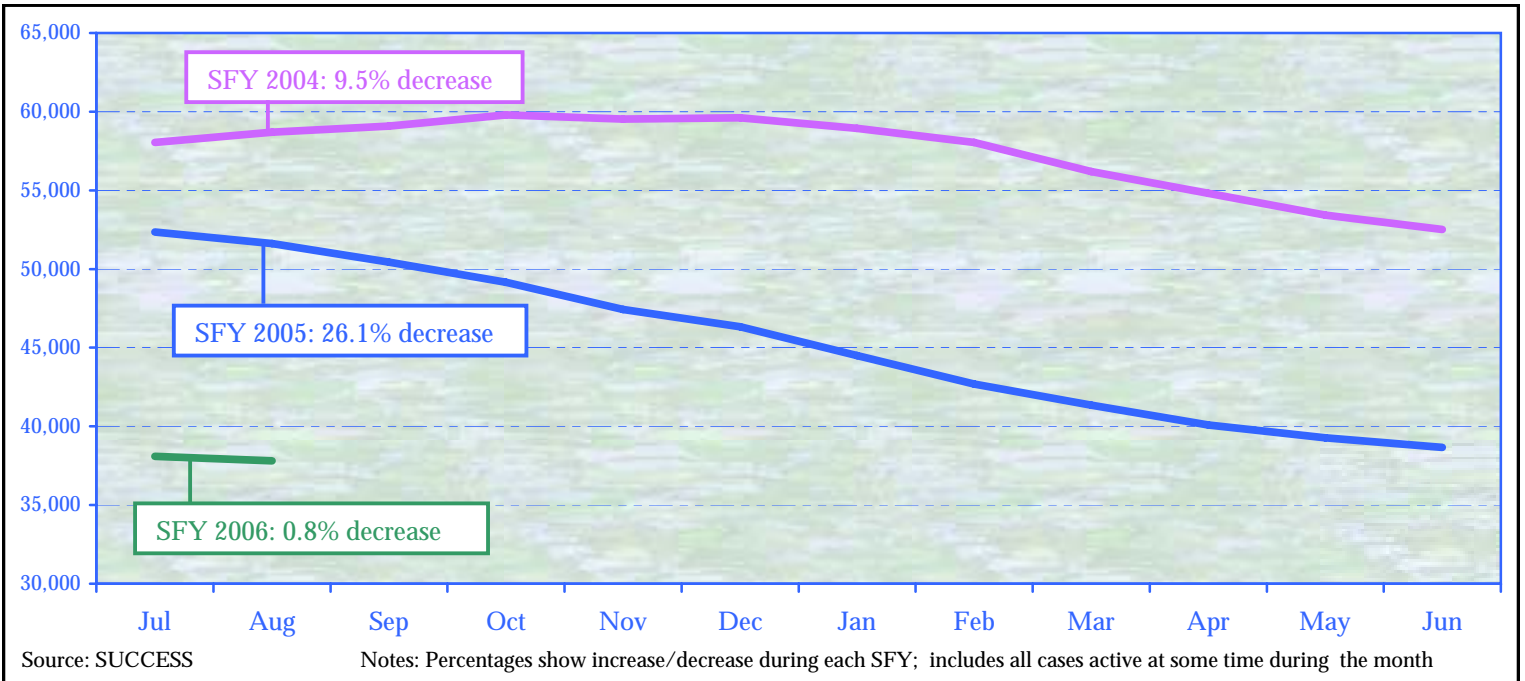 65,000
SFY 2004: 9.5% decrease
60,000
55,000
50,000
SFY 2005: 26.1% decrease
45,000
40,000
35,000
SFY 2006: 0.8% decrease
30,000
Jul Aug Sep Oct Nov Dec Jan Feb Mar Apr May Jun
Source: SUCCESS Notes: Percentages show increase/decrease during each SFY; includes all cases active at some time during the month